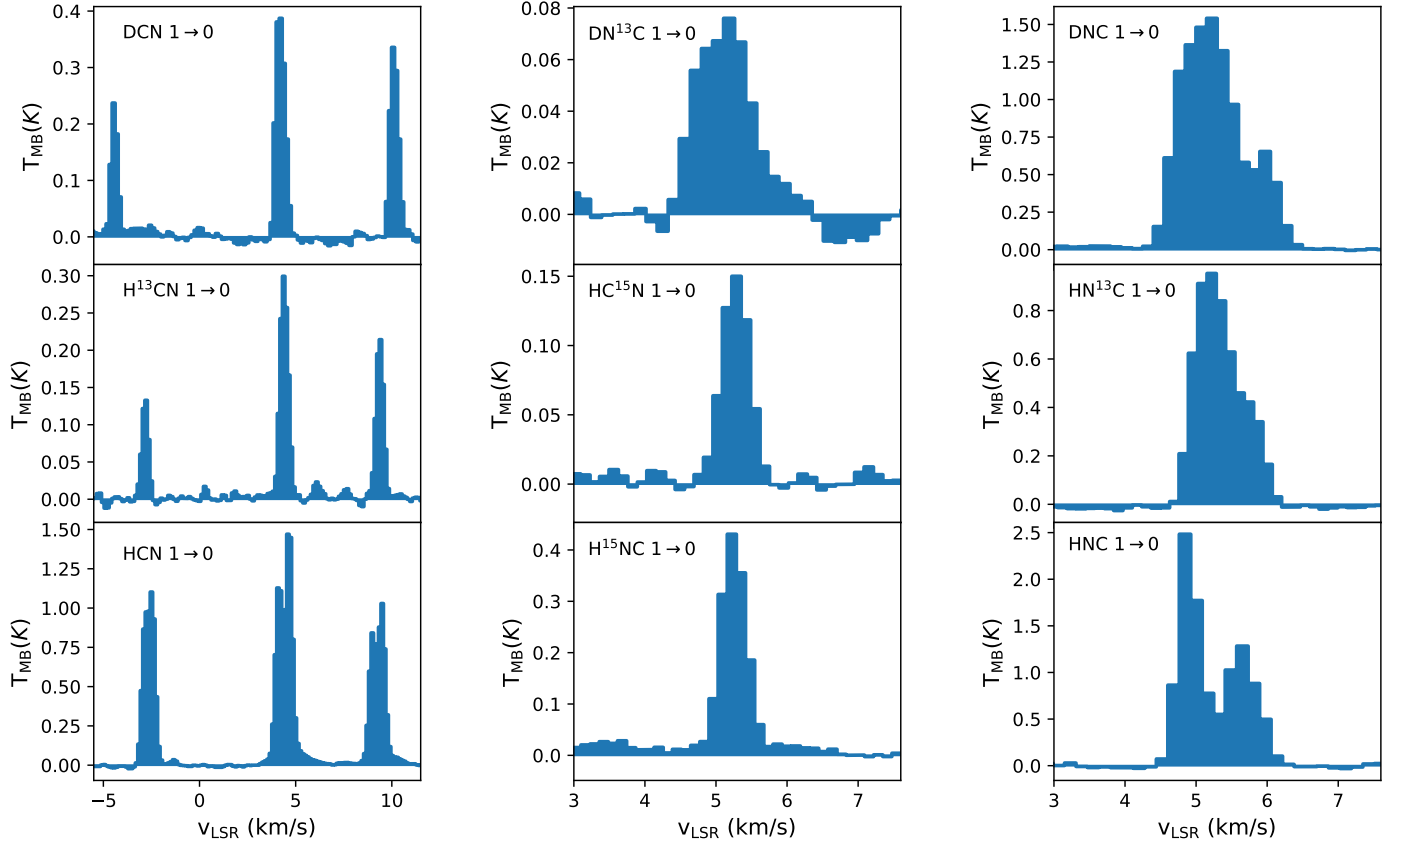 DCN 1→0
T_MB(K)
0.4
0.3
0.2
0.1
0.0
DN¹³C 1→0
T_MB(K)
0.08
0.06
0.04
0.02
0.00
DNC 1→0
T_MB(K)
1.50
1.25
1.00
0.75
0.50
0.25
0.00
H¹³CN 1→0
T_MB(K)
0.30
0.25
0.20
0.15
0.10
0.05
0.00
HC¹⁵N 1→0
T_MB(K)
0.15
0.10
0.05
0.00
HN¹³C 1→0
T_MB(K)
0.8
0.6
0.4
0.2
0.0
HCN 1→0
T_MB(K)
1.50
1.25
1.00
0.75
0.50
0.25
0.00
−5 0 5 10
v_LSR (km/s)
H¹⁵NC 1→0
T_MB(K)
0.4
0.3
0.2
0.1
0.0
3 4 5 6 7
v_LSR (km/s)
HNC 1→0
T_MB(K)
2.5
2.0
1.5
1.0
0.5
0.0
3 4 5 6 7
v_LSR (km/s)